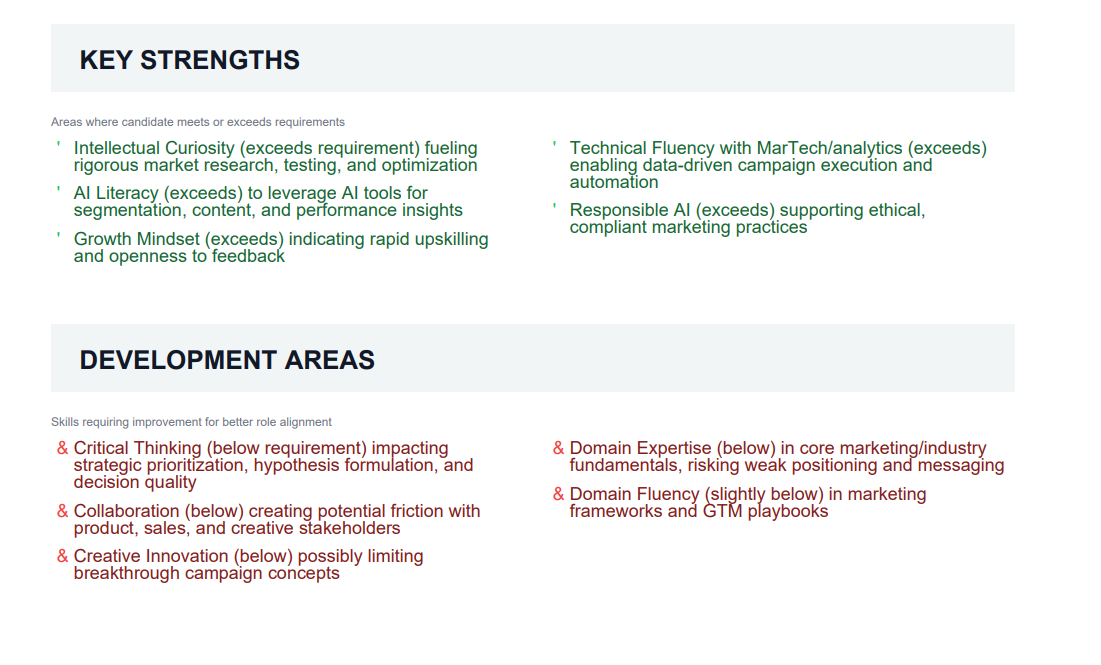 KEY STRENGTHS
Areas where candidate meets or exceeds requirements
' Intellectual Curiosity (exceeds requirement) fueling
rigorous market research, testing, and optimization
' AI Literacy (exceeds) to leverage AI tools for
segmentation, content, and performance insights
' Growth Mindset (exceeds) indicating rapid upskilling
and openness to feedback
' Technical Fluency with MarTech/analytics (exceeds)
enabling data-driven campaign execution and
automation
' Responsible AI (exceeds) supporting ethical,
compliant marketing practices
DEVELOPMENT AREAS
Skills requiring improvement for better role alignment
& Critical Thinking (below requirement) impacting
strategic prioritization, hypothesis formulation, and
decision quality
& Collaboration (below) creating potential friction with
product, sales, and creative stakeholders
& Creative Innovation (below) possibly limiting
breakthrough campaign concepts
& Domain Expertise (below) in core marketing/industry
fundamentals, risking weak positioning and messaging
& Domain Fluency (slightly below) in marketing
frameworks and GTM playbooks